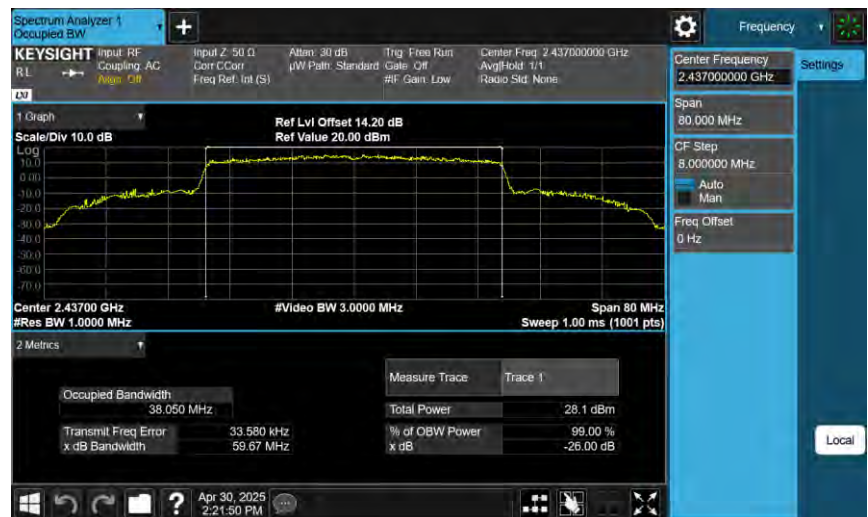 Spectrum Analyzer 1
Occupied BW
Frequency
KEYSIGHT
RL
LXI
Input: RF
Coupling: AC
Align: Off
Input Z: 50 Ω
Corr CCorr
Freq Ref: Int (S)
Atten: 30 dB
µW Path: Standard
Trig: Free Run
Gate: Off
#IF Gain: Low
Center Freq: 2.437000000 GHz
Avg|Hold: 1/1
Radio Std: None
Center Frequency
2.437000000 GHz
Settings
Span
80.000 MHz
CF Step
8.000000 MHz
Auto
Man
Freq Offset
0 Hz
1 Graph
Scale/Div 10.0 dB
Ref Lvl Offset 14.20 dB
Ref Value 20.00 dBm
Log
10.0
0.00
-10.0
-20.0
-30.0
-40.0
-50.0
-60.0
-70.0
Center 2.43700 GHz
#Video BW 3.0000 MHz
Span 80 MHz
#Res BW 1.0000 MHz
Sweep 1.00 ms (1001 pts)
2 Metrics
Measure Trace Trace 1
Occupied Bandwidth
38.050 MHz
Total Power 28.1 dBm
Transmit Freq Error 33.580 kHz
% of OBW Power 99.00 %
x dB Bandwidth 59.67 MHz
x dB -26.00 dB
Local
Apr 30, 2025
2:21:50 PM